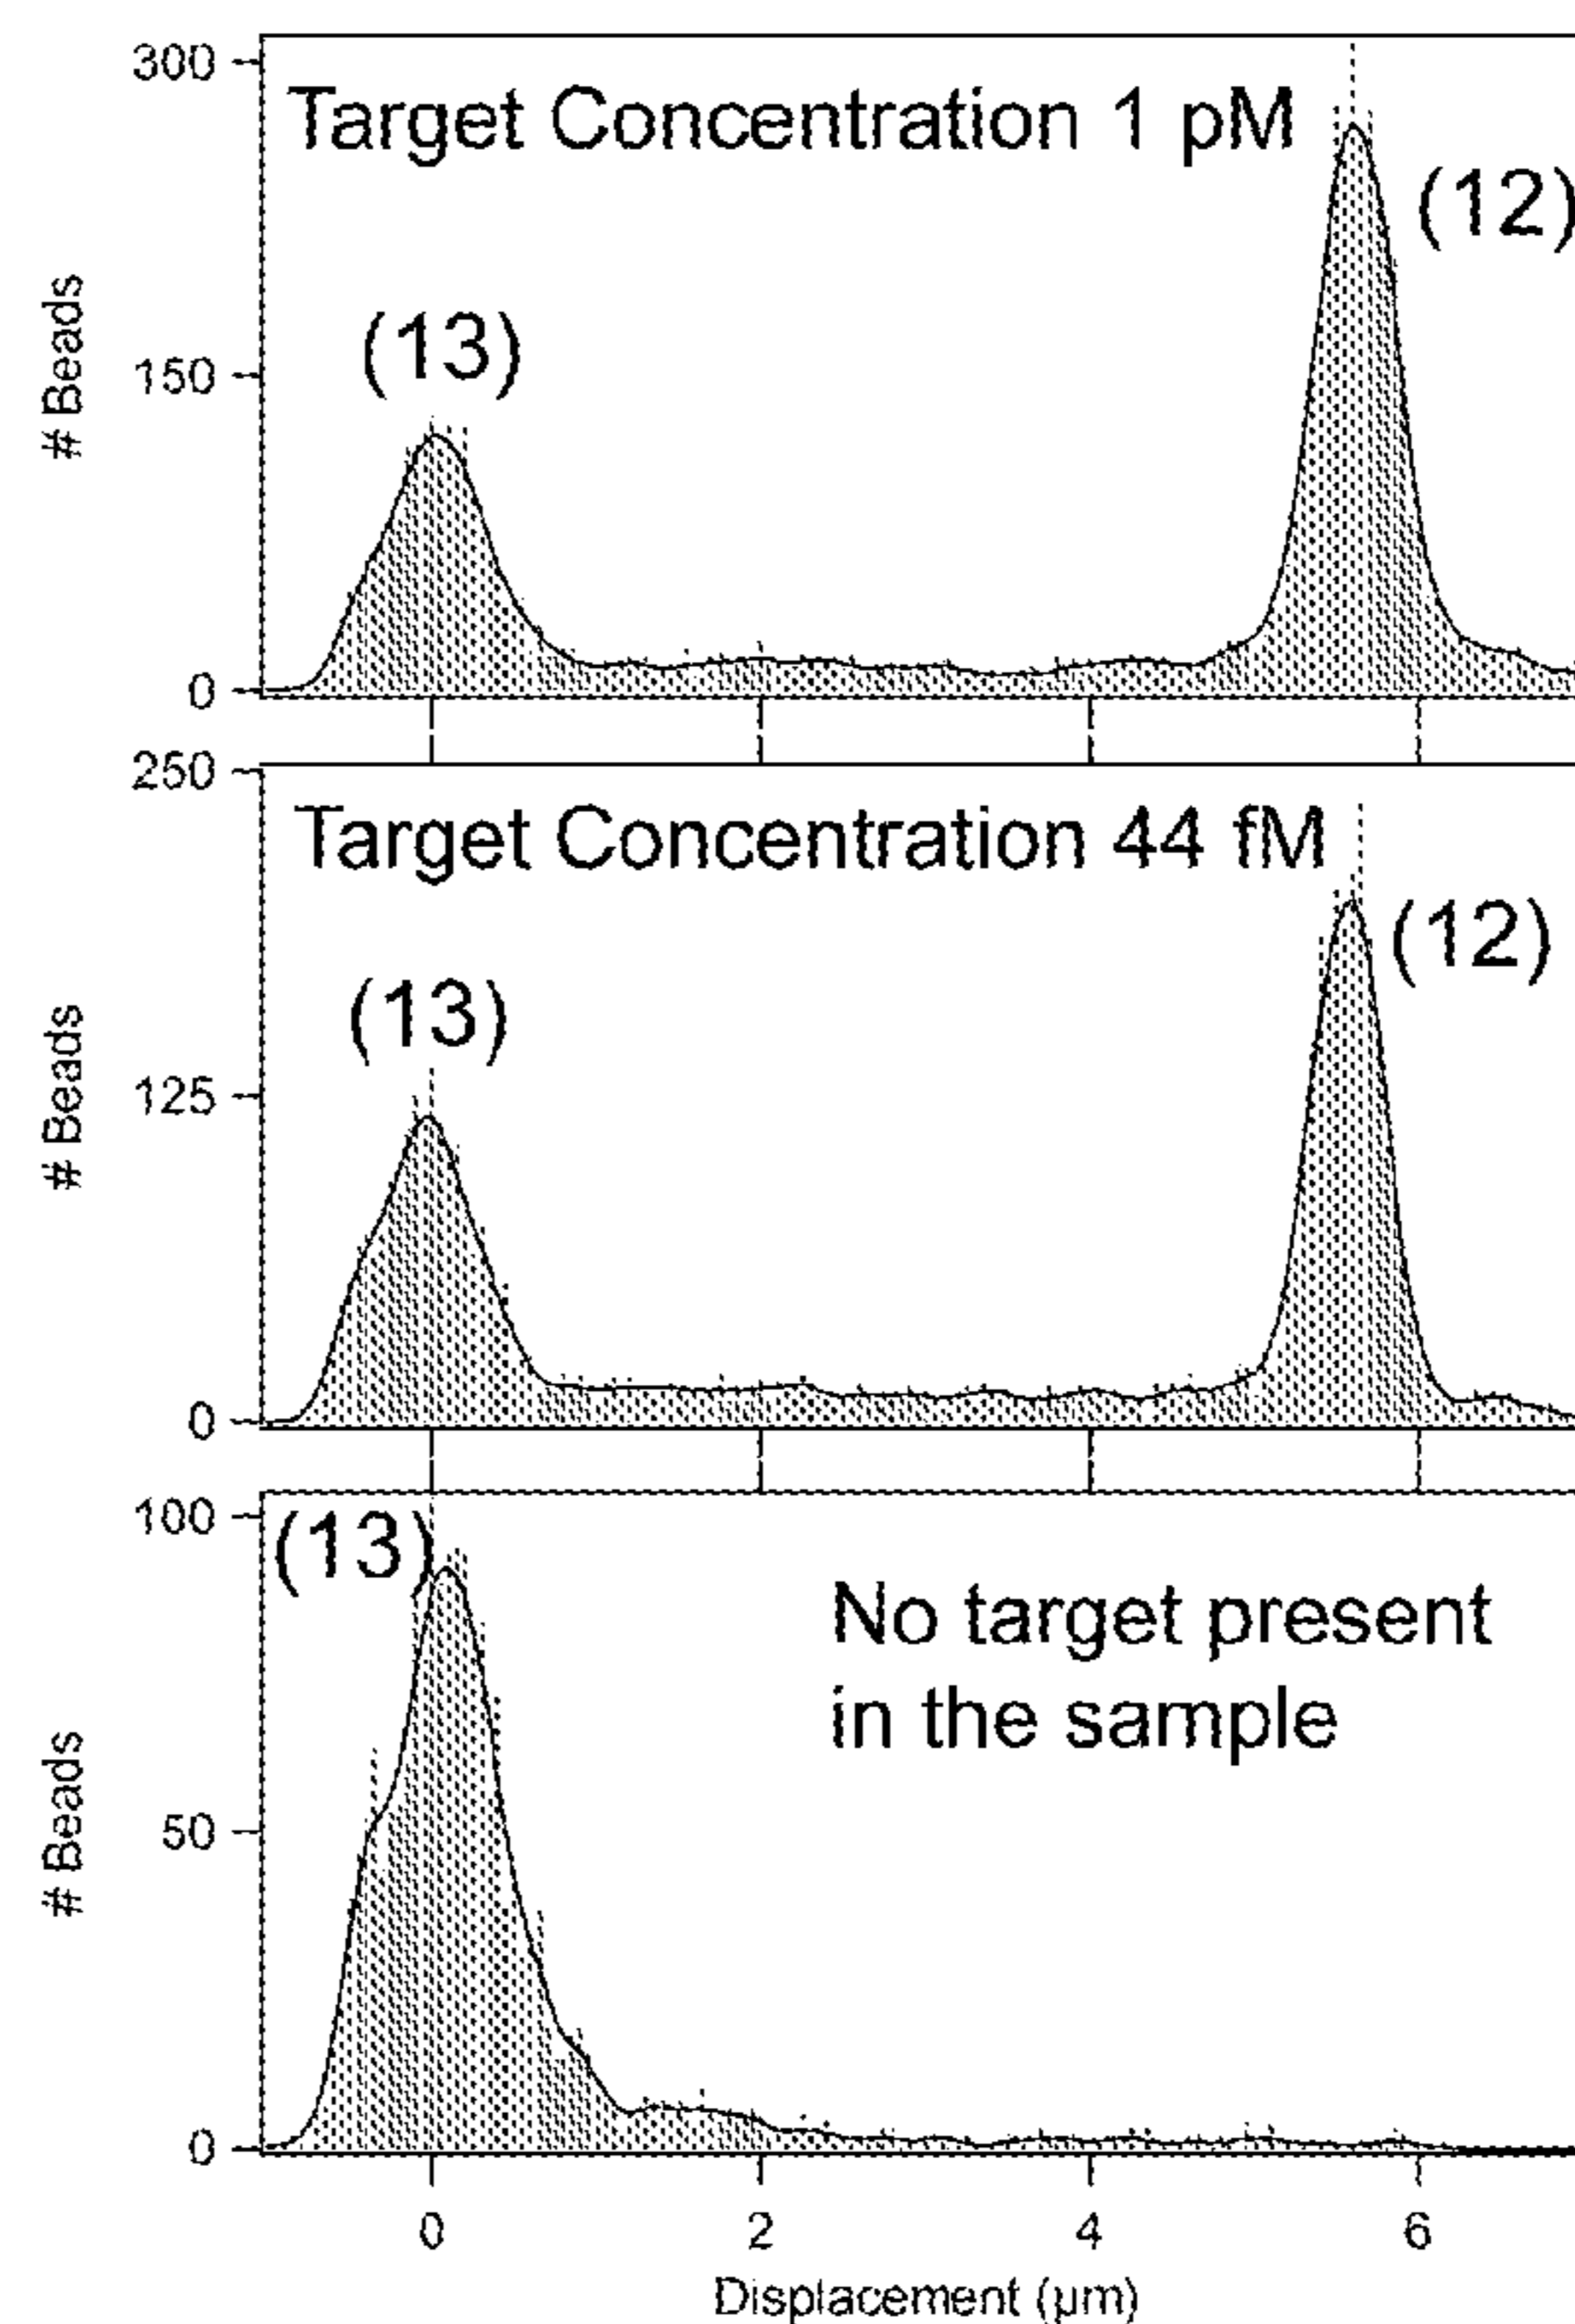 300
Target Concentration 1 pM
(12)
(13)
150
# Beads
0
250
Target Concentration 44 fM
(12)
(13)
125
# Beads
0
100
(13)
No target present
in the sample
50
# Beads
0
0 2 4 6
Displacement (μm)